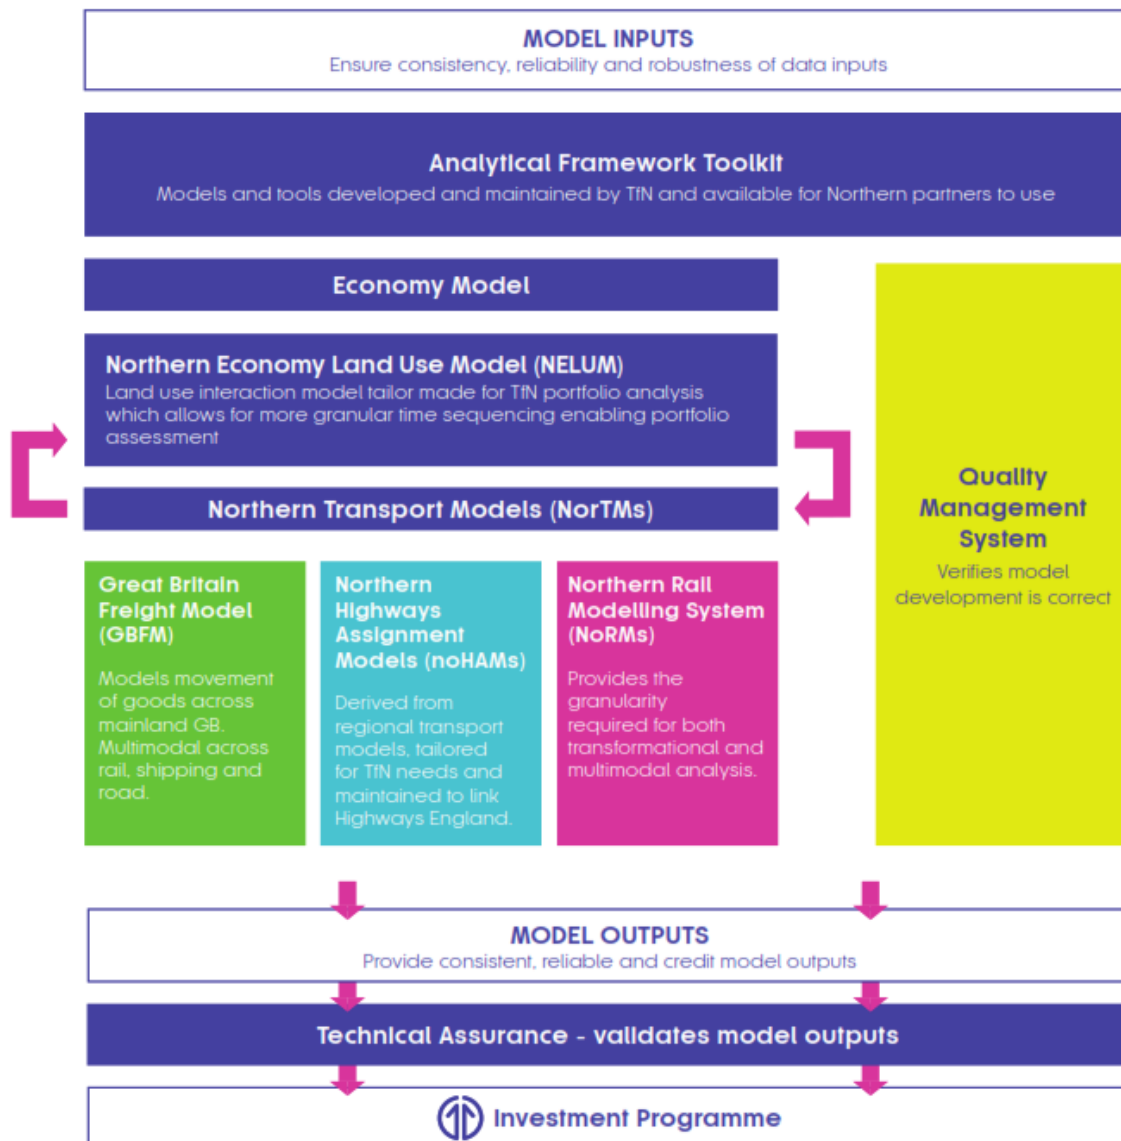 MODEL INPUTS
Ensure consistency, reliability and robustness of data inputs
Analytical Framework Toolkit
Models and tools developed and maintained by TfN and available for Northern partners to use
Economy Model
Northern Economy Land Use Model (NELUM)
Land use interaction model tailor made for TfN portfolio analysis
which allows for more granular time sequencing enabling portfolio
assessment
Northern Transport Models (NorTMs)
Great Britain
Freight Model
(GBFM)
Models movement
of goods across
mainland GB.
Multimodal across
rail, shipping and
road.
Northern
Highways
Assignment
Models (noHAMs)
Derived from
regional transport
models, tailored
for TfN needs and
maintained to link
Highways England.
Northern Rail
Modelling System
(NoRMs)
Provides the
granularity
required for both
transformational and
multimodal analysis.
Quality
Management
System
Verifies model
development is correct
MODEL OUTPUTS
Provide consistent, reliable and credit model outputs
Technical Assurance - validates model outputs
Investment Programme